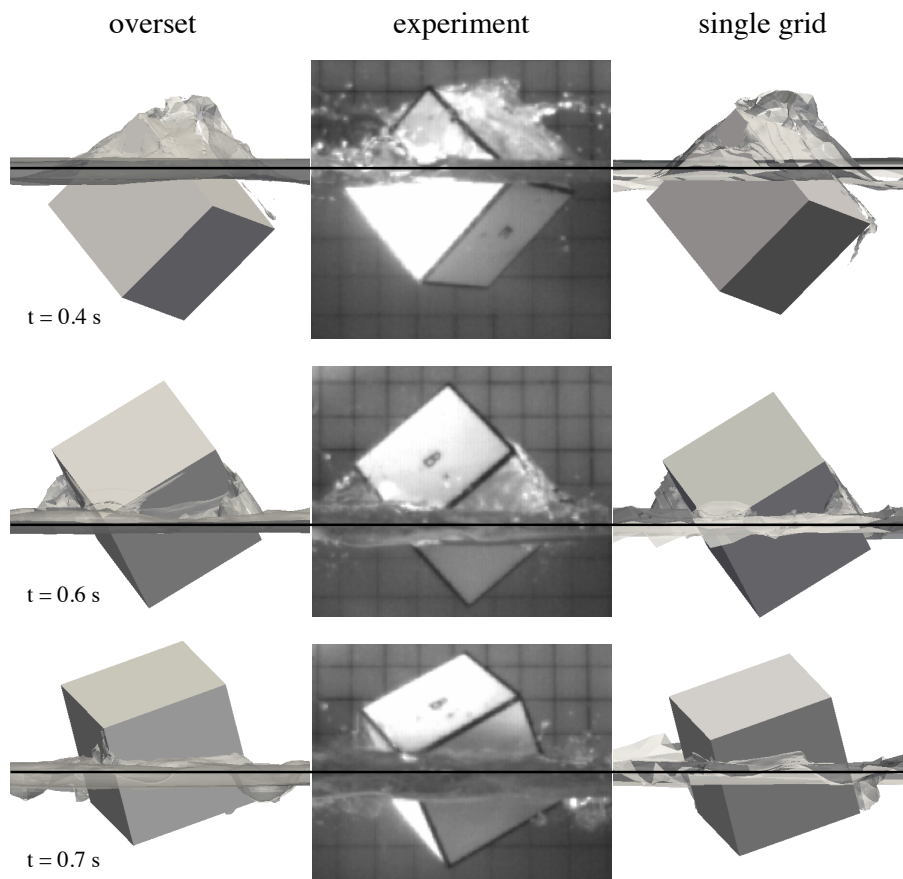 overset experiment single grid
t = 0.4 s
t = 0.6 s
t = 0.7 s